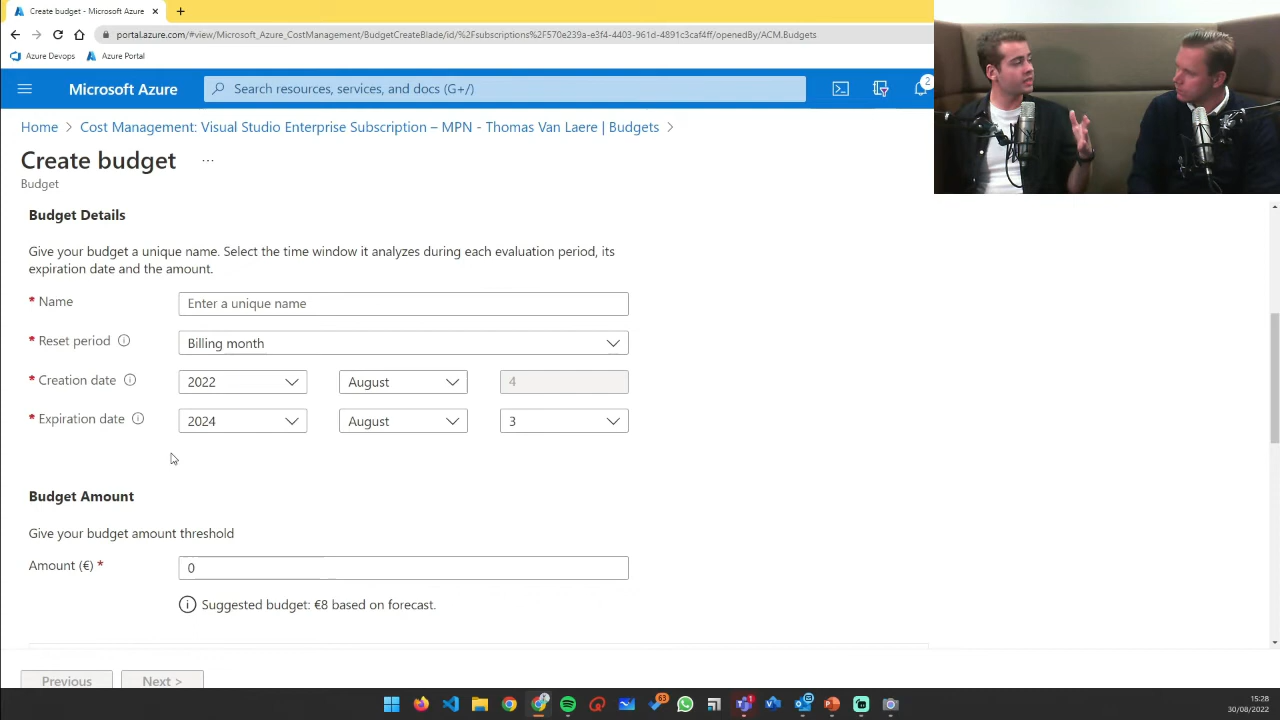 Create budget - Microsoft Azure
portal.azure.com/#view/Microsoft_Azure_CostManagement/BudgetCreateBlade/id/%2Fsubscriptions%2F570e239a-e3f4-4403-961d-4891c3caf4ff/openedBy/ACM.Budgets
Azure Devops Azure Portal
Microsoft Azure Search resources, services, and docs (G+/) 2
Home > Cost Management: Visual Studio Enterprise Subscription – MPN - Thomas Van Laere | Budgets >
Create budget ...
Budget
Budget Details
Give your budget a unique name. Select the time window it analyzes during each evaluation period, its
expiration date and the amount.
* Name Enter a unique name
* Reset period Billing month
* Creation date 2022 August 4
* Expiration date 2024 August 3
Budget Amount
Give your budget amount threshold
Amount (€) * 0
Suggested budget: €8 based on forecast.
Previous Next >
63
15:28
30/08/2022